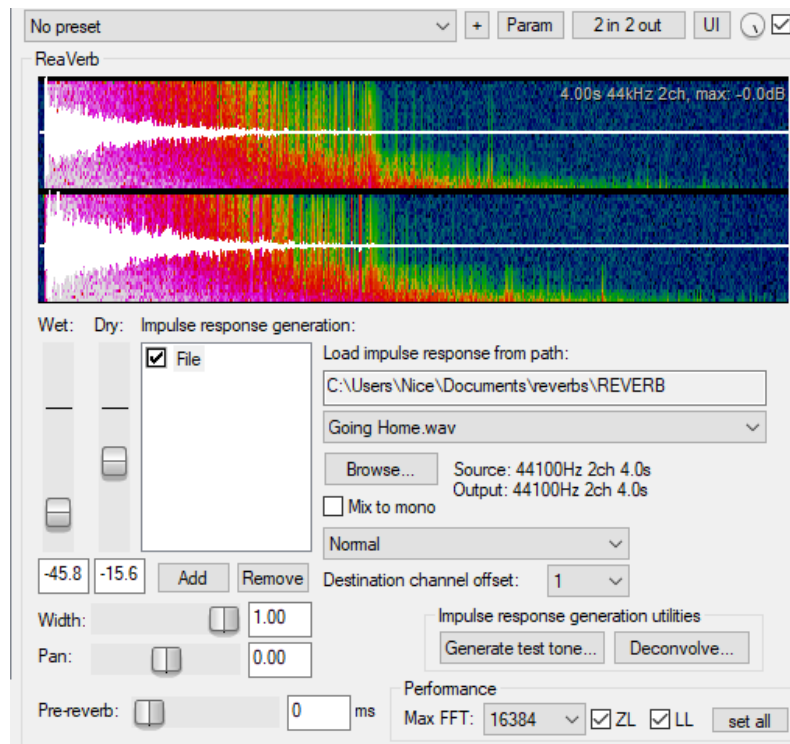 No preset + Param 2 in 2 out UI
ReaVerb
4.00s 44kHz 2ch, max: -0.0dB
Wet: Dry: Impulse response generation:
File
Load impulse response from path:
C:\Users\Nice\Documents\reverbs\REVERB
Going Home.wav
Browse...
Source: 44100Hz 2ch 4.0s
Output: 44100Hz 2ch 4.0s
Mix to mono
Normal
-45.8 -15.6 Add Remove
Destination channel offset: 1
Width: 1.00
Pan: 0.00
Impulse response generation utilities
Generate test tone... Deconvolve...
Pre-reverb: 0 ms
Performance
Max FFT: 16384 ZL LL set all